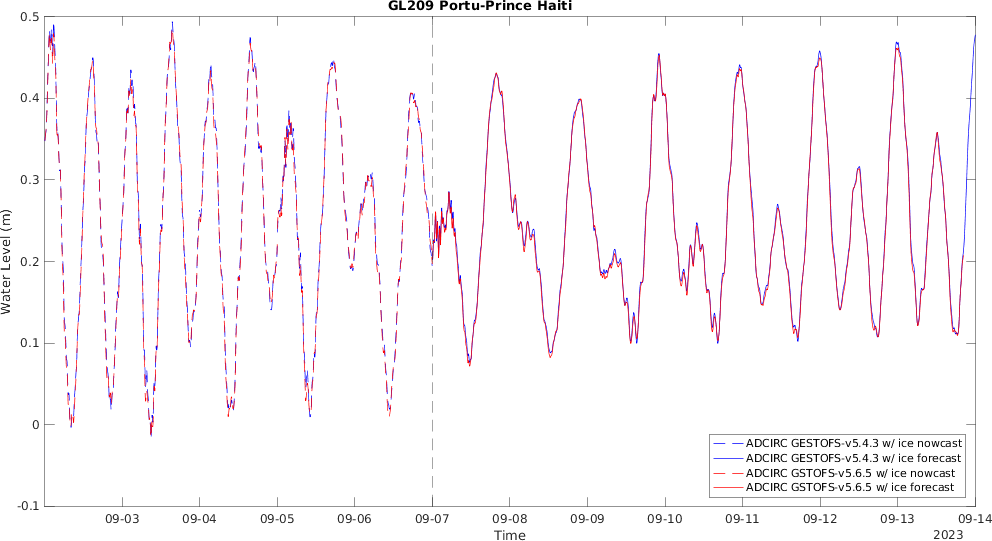 GL209 Portu-Prince Haiti
Water Level (m)
0.5
0.4
0.3
0.2
0.1
0
-0.1
09-03 09-04 09-05 09-06 09-07 09-08 09-09 09-10 09-11 09-12 09-13 09-14
Time
2023
ADCIRC GESTOFS-v5.4.3 w/ ice nowcast
ADCIRC GESTOFS-v5.4.3 w/ ice forecast
ADCIRC GSTOFS-v5.6.5 w/ ice nowcast
ADCIRC GSTOFS-v5.6.5 w/ ice forecast